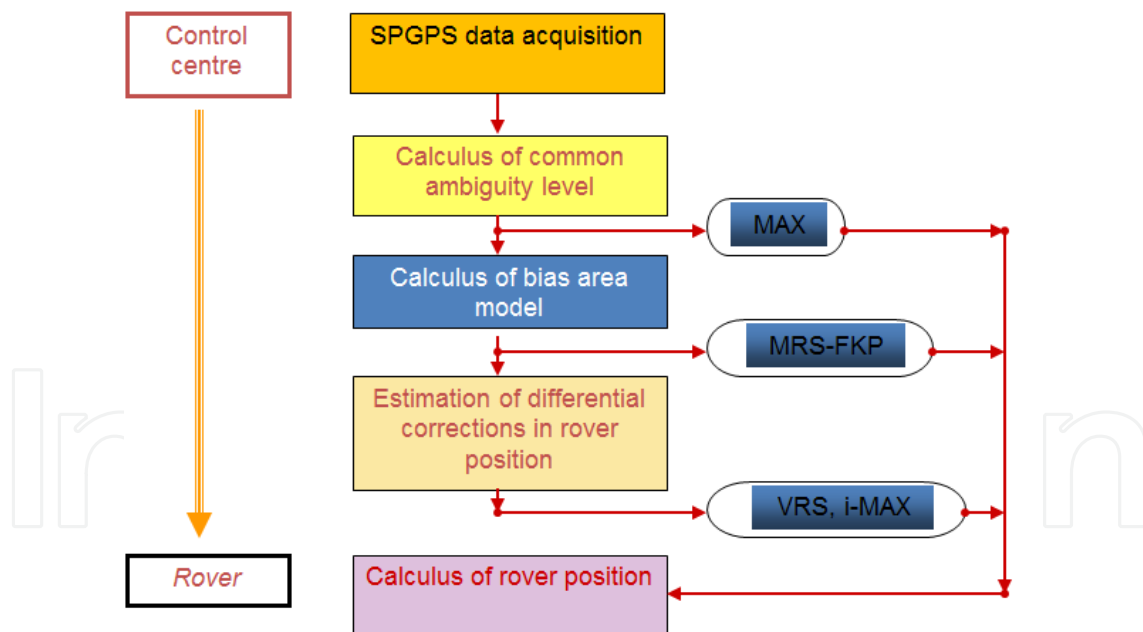 Control
centre
SPGPS data acquisition
Calculus of common
ambiguity level
MAX
Calculus of bias area
model
MRS-FKP
Estimation of differential
corrections in rover
position
VRS, i-MAX
Rover
Calculus of rover position